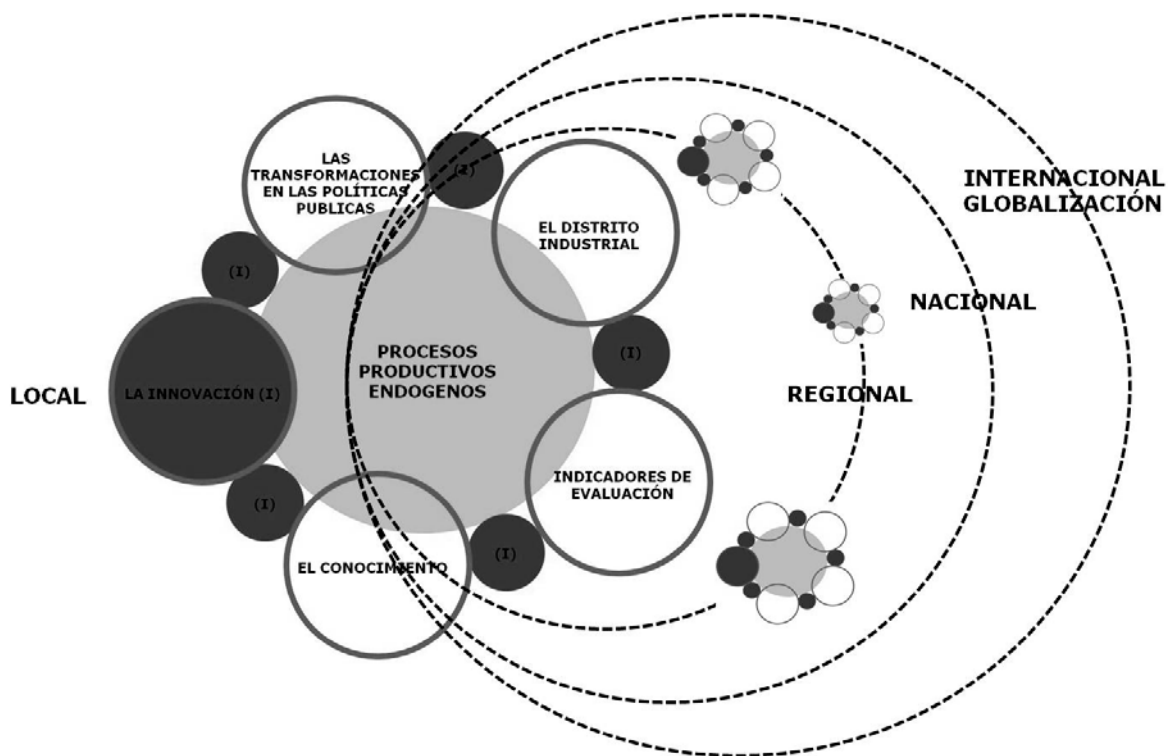 LAS
TRANSFORMACIONES
EN LAS POLÍTICAS
PUBLICAS
(I)
EL DISTRITO
INDUSTRIAL
INTERNACIONAL
GLOBALIZACIÓN
(I)
NACIONAL
PROCESOS
PRODUCTIVOS
ENDOGENOS
(I)
LOCAL
LA INNOVACIÓN (I)
REGIONAL
INDICADORES DE
EVALUACIÓN
(I)
(I)
EL CONOCIMIENTO